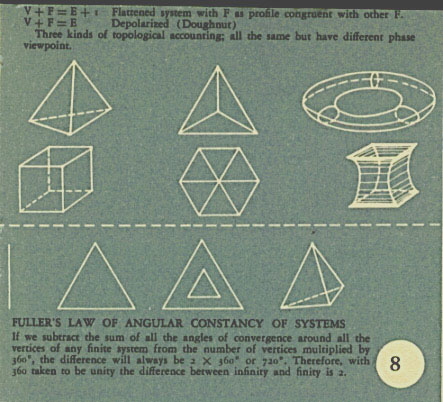 V + F = E + 1 Flattened system with F as profile congruent with other F.
V + F = E Depolarized (Doughnut)
Three kinds of topological accounting; all the same but have different phase
viewpoint.
FULLER'S LAW OF ANGULAR CONSTANCY OF SYSTEMS
If we subtract the sum of all the angles of convergence around all the
vertices of any finite system from the number of vertices multiplied by
360°, the difference will always be 2 X 360° or 720°. Therefore, with
360 taken to be unity the difference between infinity and finity is 2.
8